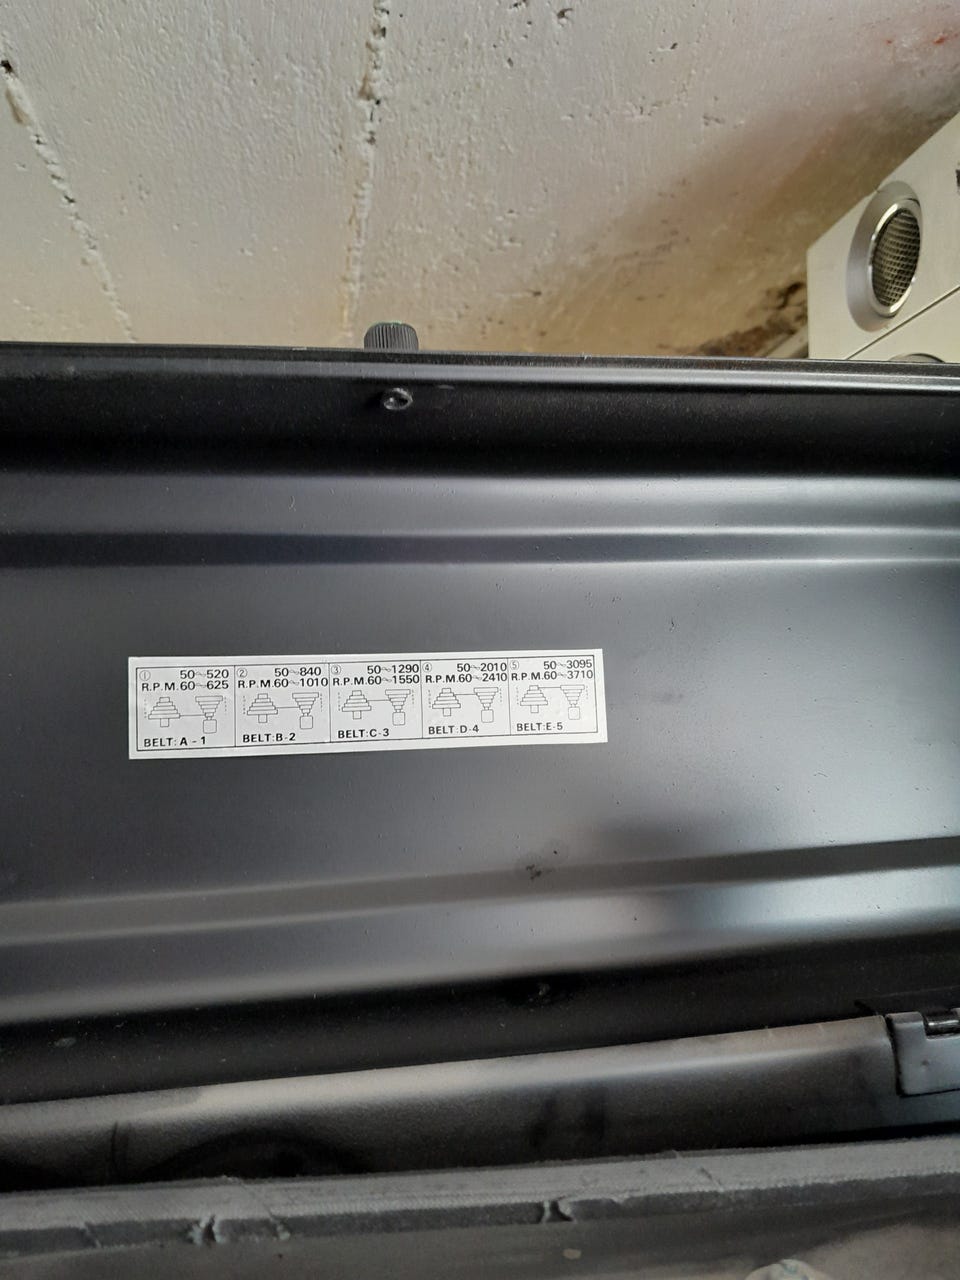 ① 50~520
R.P.M.60~625
BELT:A-1
② 50~840
R.P.M.60~1010
BELT:B-2
③ 50~1290
R.P.M.60~1550
BELT:C-3
④ 50~2010
R.P.M.60~2410
BELT:D-4
⑤ 50~3095
R.P.M.60~3710
BELT:E-5